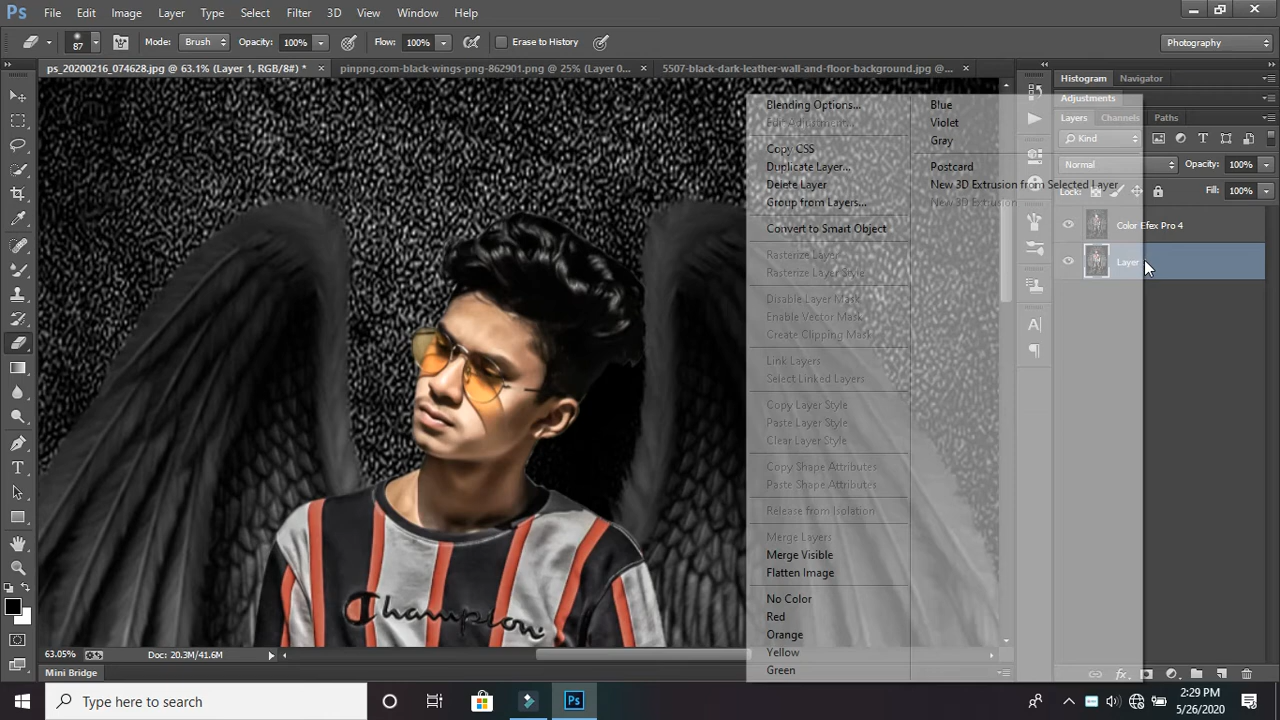 Ps File Edit Image Layer Type Select Filter 3D View Window Help
87 Mode: Brush Opacity: 100% Flow: 100% Erase to History Photography
ps_20200216_074628.jpg @ 63.1% (Layer 1, RGB/8#) * × pinpng.com-black-wings-png-862901.png @ 25% (Layer 0... × 5507-black-dark-leather-wall-and-floor-background.jpg @... ×
Histogram Navigator
Adjustments
Layers Channels Paths
Kind
Normal Opacity: 100%
Lock: Fill: 100%
Color Efex Pro 4
Layer
Blending Options...
Edit Adjustment...
Copy CSS
Duplicate Layer...
Delete Layer
Group from Layers...
Convert to Smart Object
Rasterize Layer
Rasterize Layer Style
Disable Layer Mask
Enable Vector Mask
Create Clipping Mask
Link Layers
Select Linked Layers
Copy Layer Style
Paste Layer Style
Clear Layer Style
Copy Shape Attributes
Paste Shape Attributes
Release from Isolation
Merge Layers
Merge Visible
Flatten Image
No Color
Red
Orange
Yellow
Green
Blue
Violet
Gray
Postcard
New 3D Extrusion from Selected Layer
New 3D Extrusion
Champion
63.05% Doc: 20.3M/41.6M
Mini Bridge
Type here to search
Ps
2:29 PM
5/26/2020